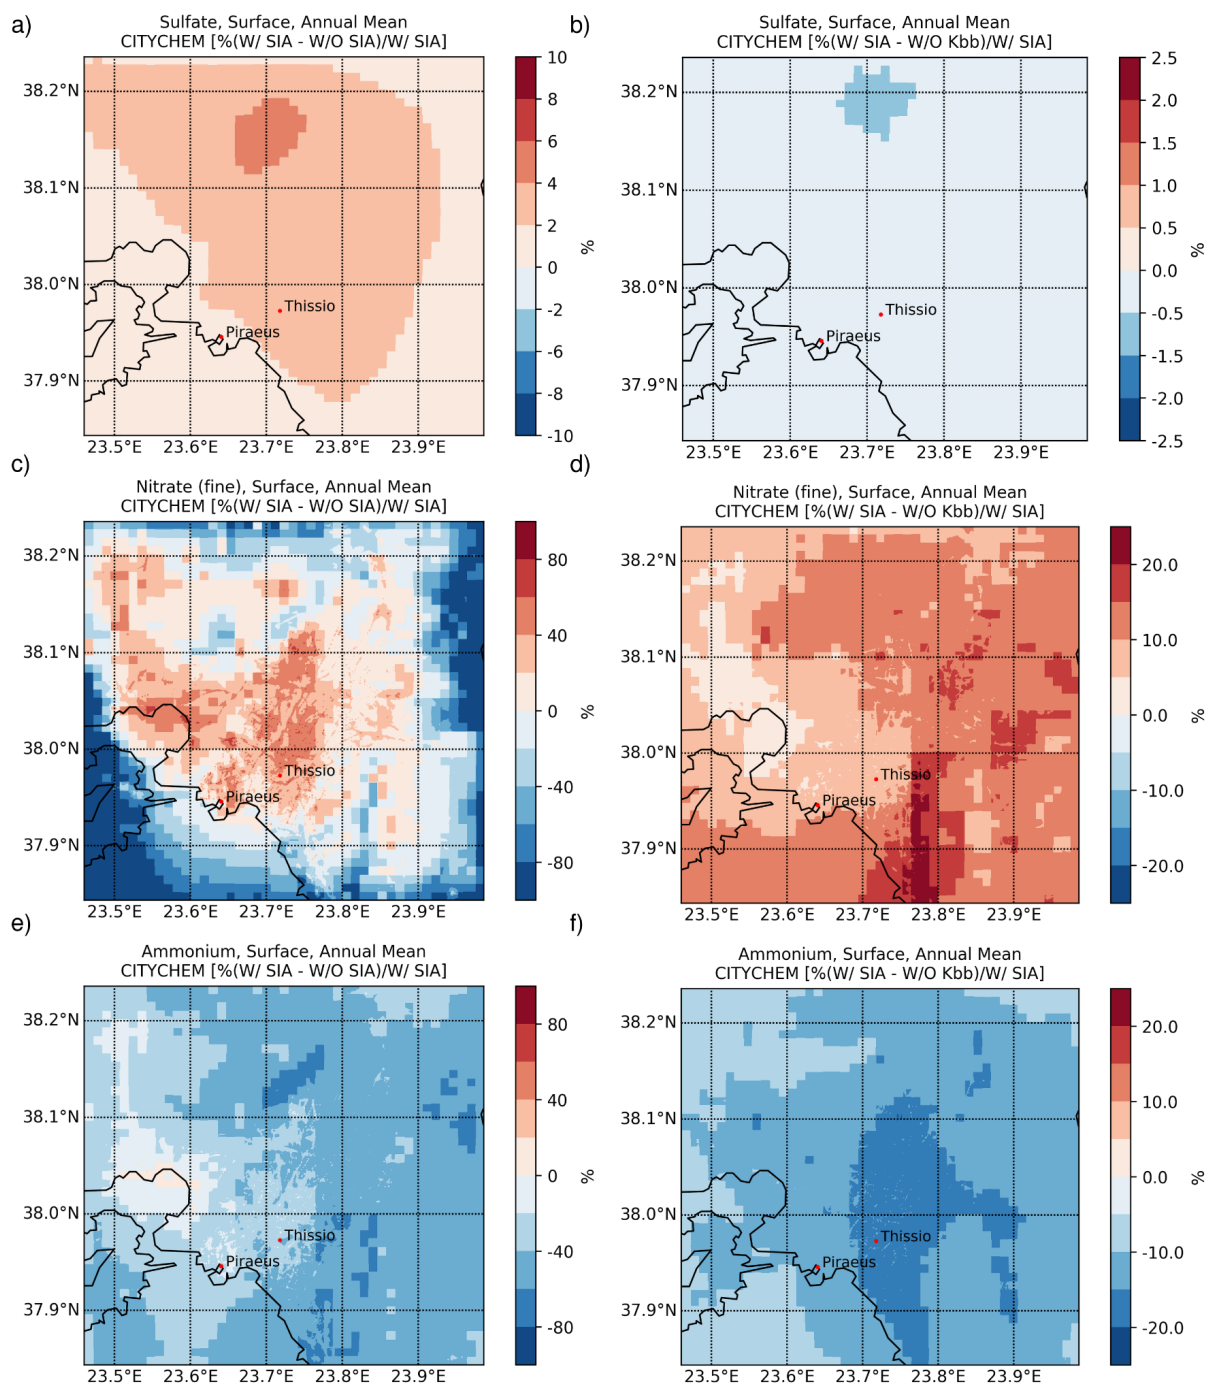 a)
Sulfate, Surface, Annual Mean
CITYCHEM [%(W/ SIA - W/O SIA)/W/ SIA]
38.2°N
38.1°N
38.0°N
37.9°N
23.5°E 23.6°E 23.7°E 23.8°E 23.9°E
Thissio
Piraeus
10
8
6
4
2
0
-2
-4
-6
-8
-10
%
b)
Sulfate, Surface, Annual Mean
CITYCHEM [%(W/ SIA - W/O Kbb)/W/ SIA]
38.2°N
38.1°N
38.0°N
37.9°N
23.5°E 23.6°E 23.7°E 23.8°E 23.9°E
Thissio
Piraeus
2.5
2.0
1.5
1.0
0.5
0.0
-0.5
-1.5
-1.5
-2.0
-2.5
%
c)
Nitrate (fine), Surface, Annual Mean
CITYCHEM [%(W/ SIA - W/O SIA)/W/ SIA]
38.2°N
38.1°N
38.0°N
37.9°N
23.5°E 23.6°E 23.7°E 23.8°E 23.9°E
Thissio
Piraeus
80
40
0
-40
-80
%
d)
Nitrate (fine), Surface, Annual Mean
CITYCHEM [%(W/ SIA - W/O Kbb)/W/ SIA]
38.2°N
38.1°N
38.0°N
37.9°N
23.5°E 23.6°E 23.7°E 23.8°E 23.9°E
Thissio
Piraeus
20.0
10.0
0.0
-10.0
-20.0
%
e)
Ammonium, Surface, Annual Mean
CITYCHEM [%(W/ SIA - W/O SIA)/W/ SIA]
38.2°N
38.1°N
38.0°N
37.9°N
23.5°E 23.6°E 23.7°E 23.8°E 23.9°E
Thissio
Piraeus
80
40
0
-40
-80
%
f)
Ammonium, Surface, Annual Mean
CITYCHEM [%(W/ SIA - W/O Kbb)/W/ SIA]
38.2°N
38.1°N
38.0°N
37.9°N
23.5°E 23.6°E 23.7°E 23.8°E 23.9°E
Thissio
Piraeus
20.0
10.0
0.0
-10.0
-20.0
%